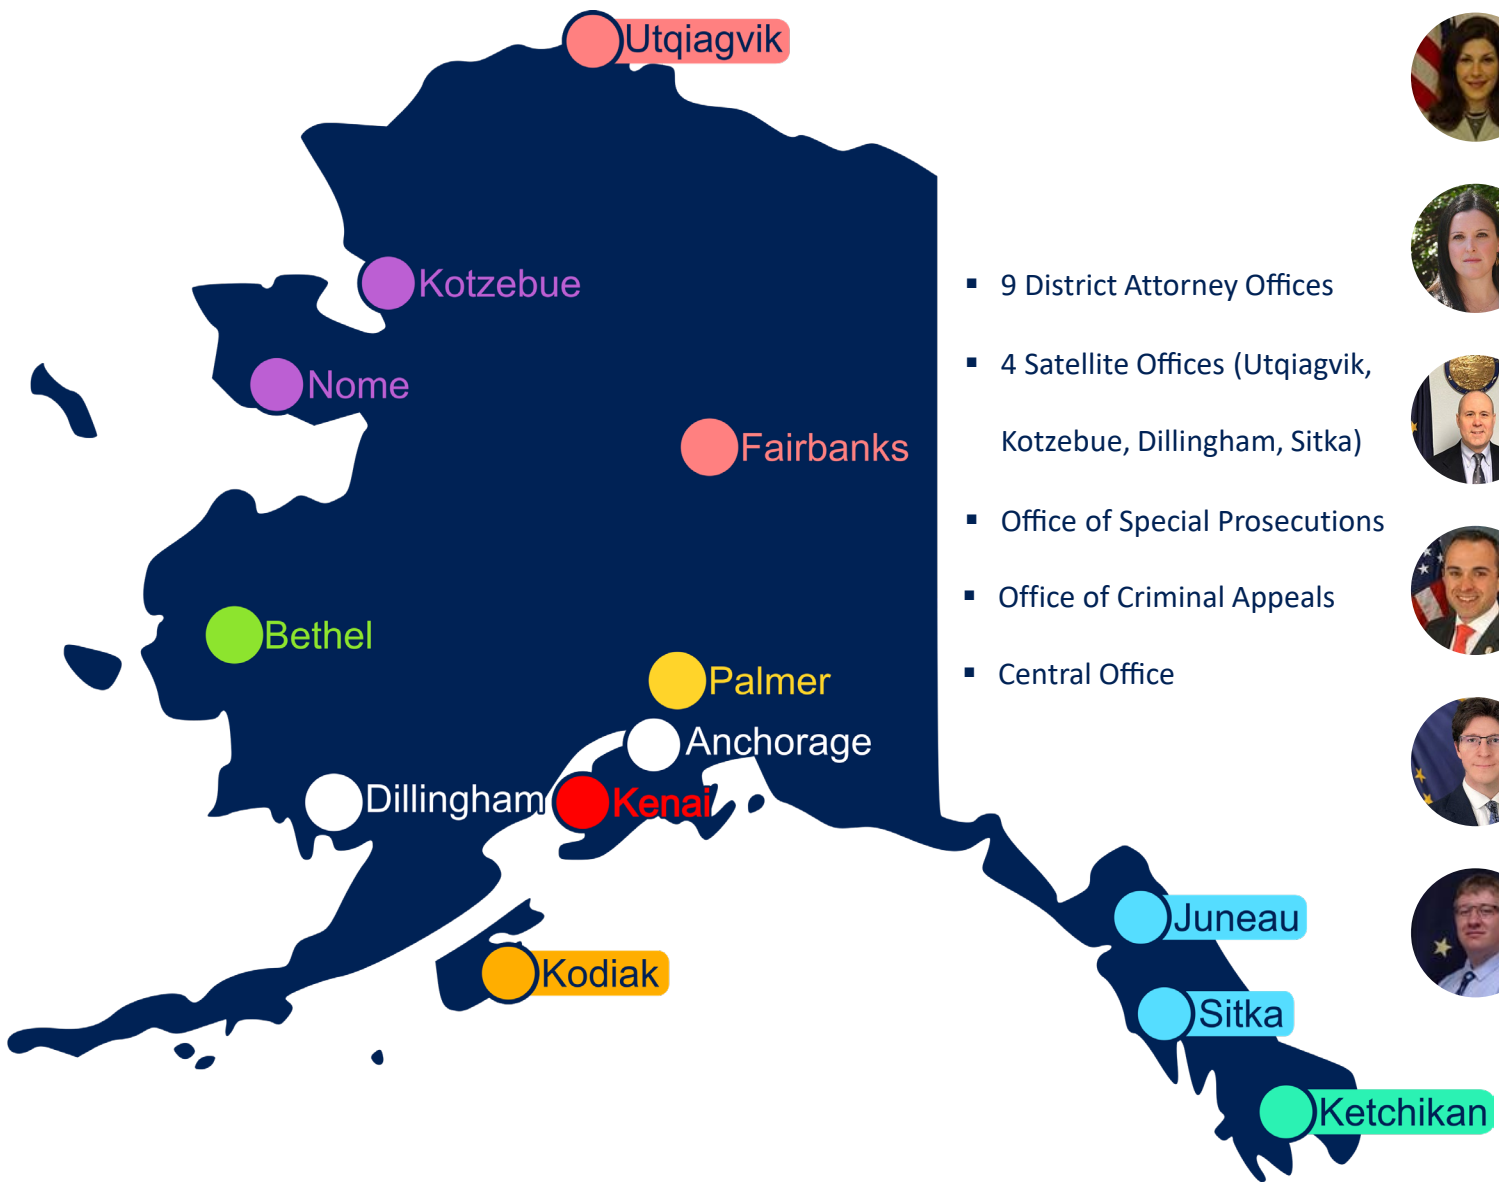 Utqiagvik
Kotzebue
Nome
Fairbanks
Bethel
Palmer
Anchorage
Dillingham
Kenai
Kodiak
Juneau
Sitka
Ketchikan
▪ 9 District Attorney Offices
▪ 4 Satellite Offices (Utqiagvik,
Kotzebue, Dillingham, Sitka)
▪ Office of Special Prosecutions
▪ Office of Criminal Appeals
▪ Central Office